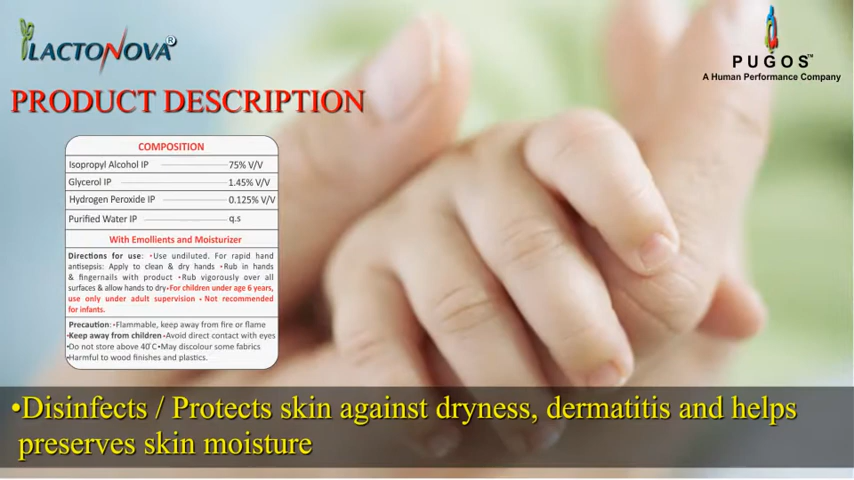 LACTONOVA®
PUGOS™
A Human Performance Company
PRODUCT DESCRIPTION
COMPOSITION
Isopropyl Alcohol IP 75% V/V
Glycerol IP 1.45% V/V
Hydrogen Peroxide IP 0.125% V/V
Purified Water IP q.s
With Emollients and Moisturizer
Directions for use: •Use undiluted. For rapid hand
antisepsis: Apply to clean & dry hands •Rub in hands
& fingernails with product •Rub vigorously over all
surfaces & allow hands to dry•For children under age 6 years,
use only under adult supervision • Not recommended
for infants.
Precaution: •Flammable, keep away from fire or flame
•Keep away from children •Avoid direct contact with eyes
•Do not store above 40°C •May discolour some fabrics
•Harmful to wood finishes and plastics.
•Disinfects / Protects skin against dryness, dermatitis and helps
preserves skin moisture